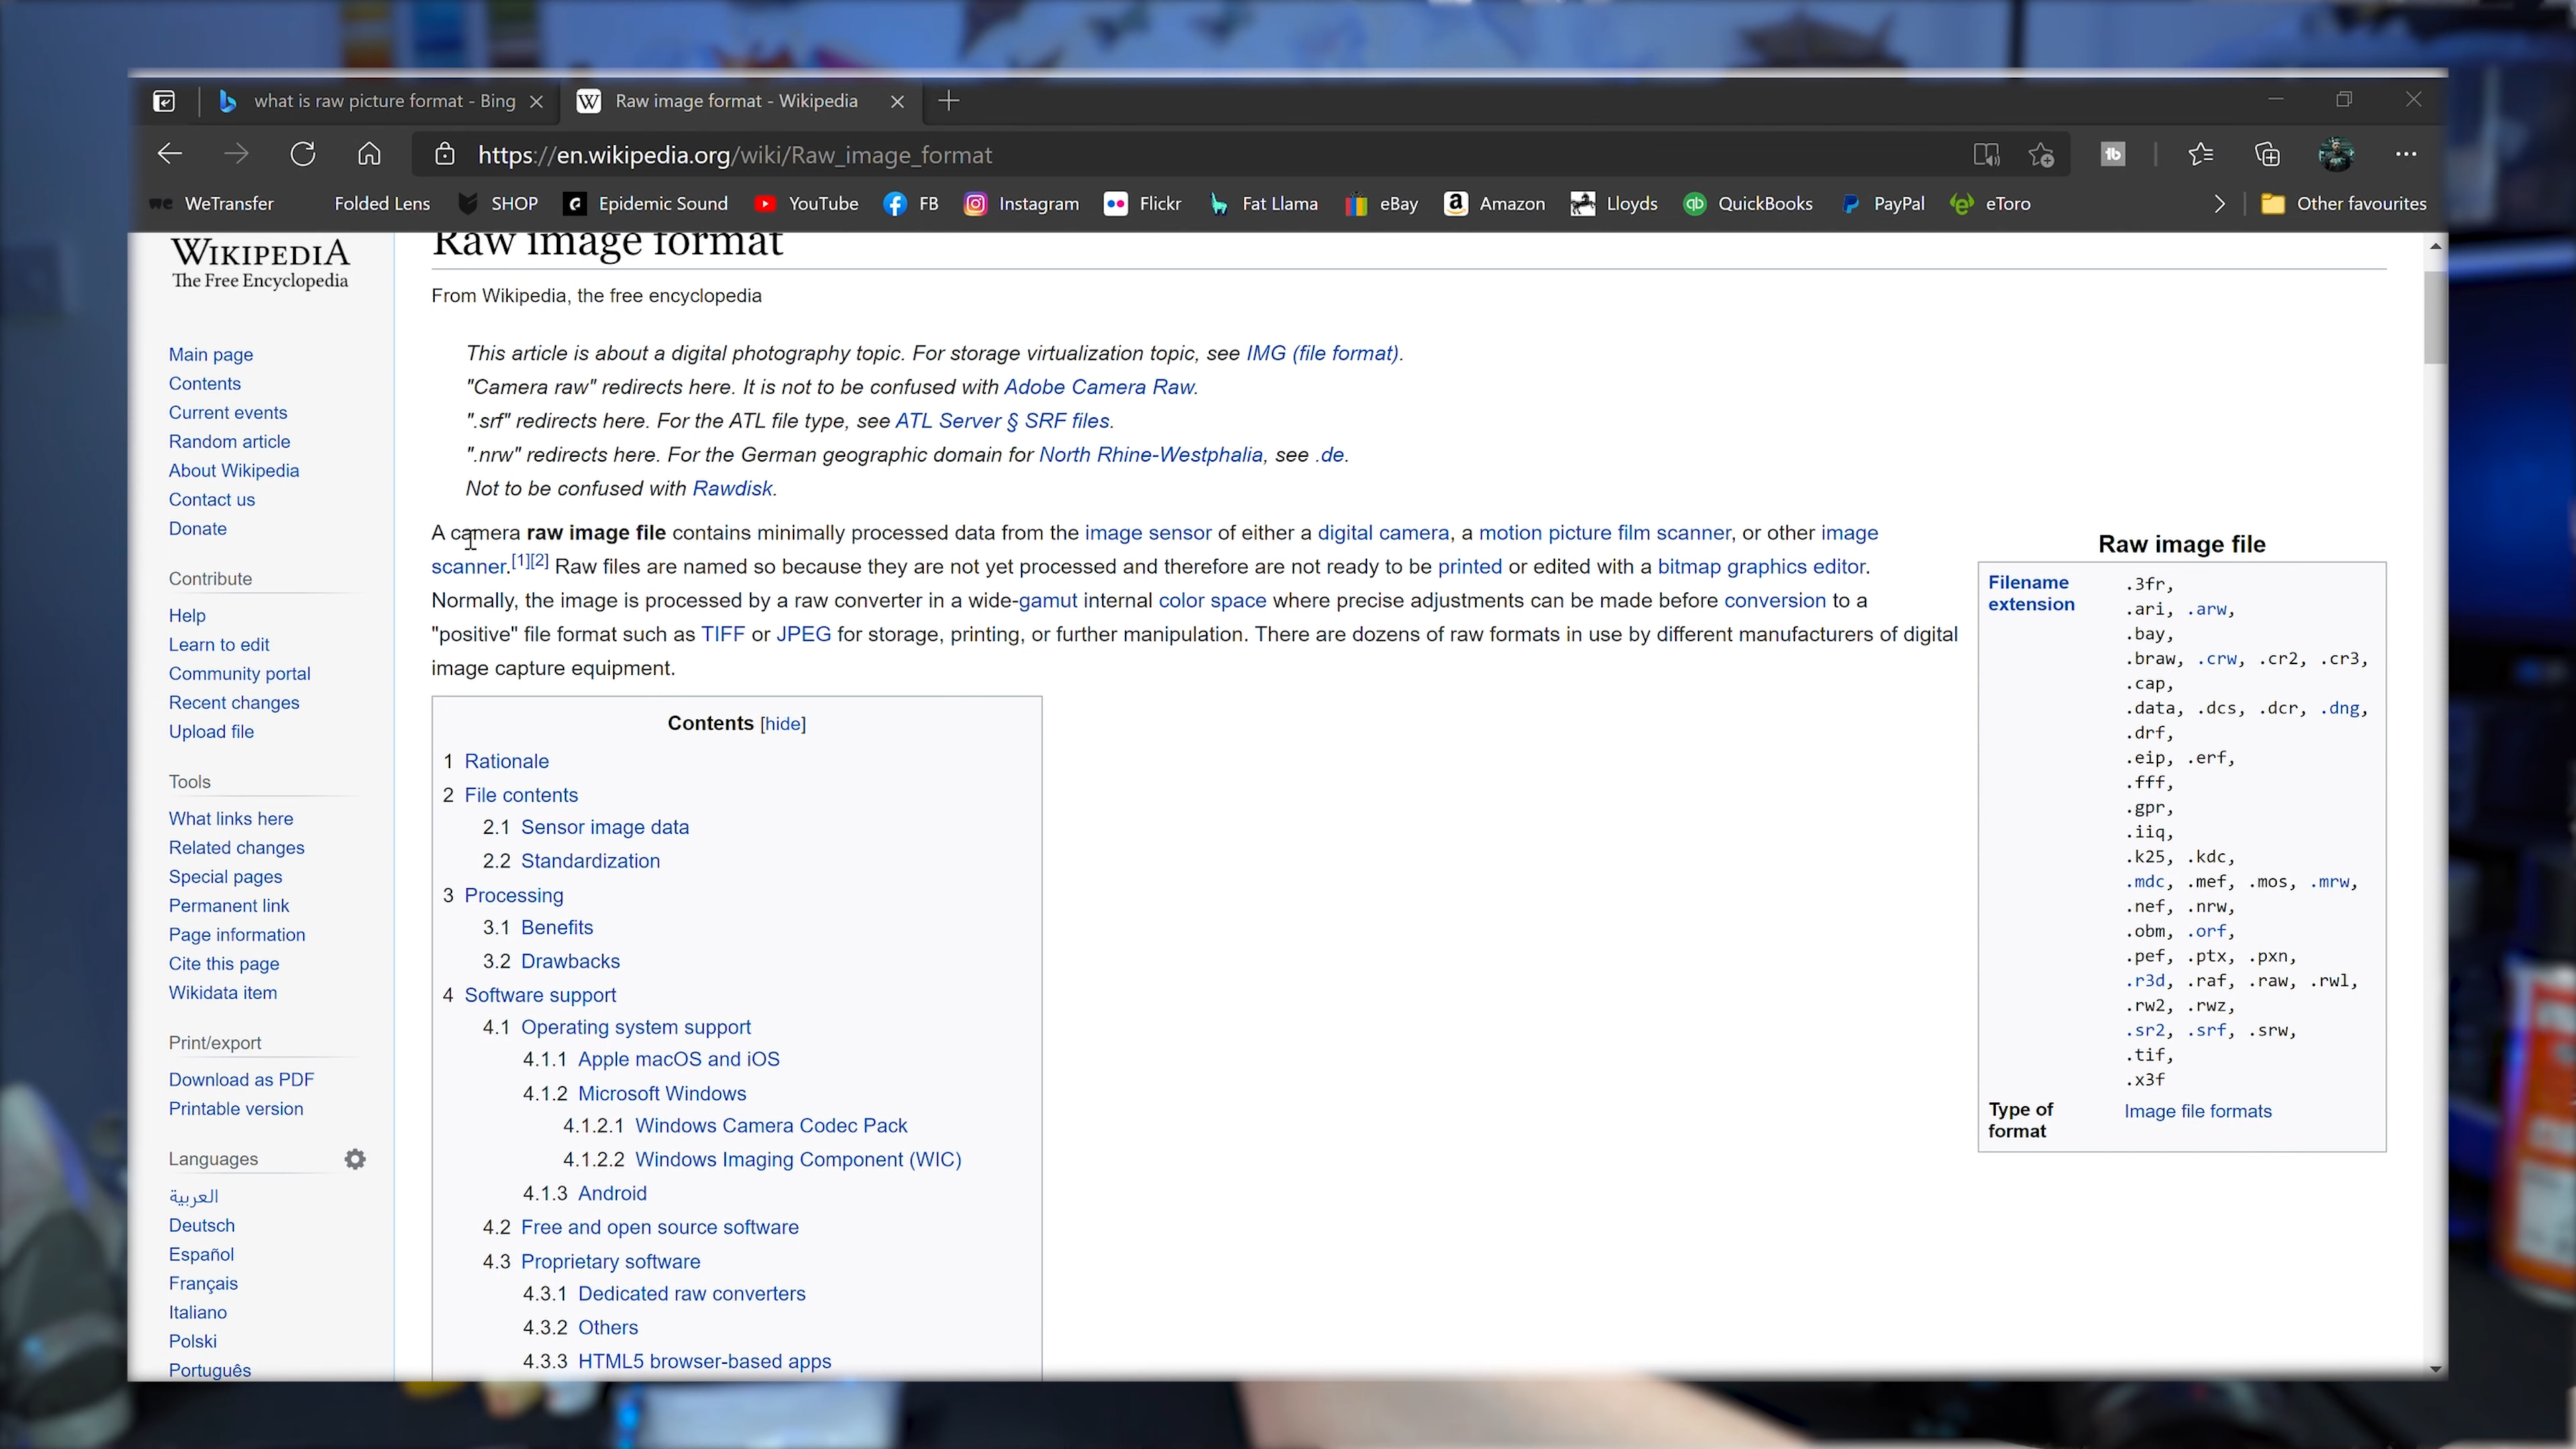 what is raw picture format - Bing
Raw image format - Wikipedia
https://en.wikipedia.org/wiki/Raw_image_format
WeTransfer Folded Lens SHOP Epidemic Sound YouTube FB Instagram Flickr Fat Llama eBay Amazon Lloyds QuickBooks PayPal eToro Other favourites
WIKIPEDIA
The Free Encyclopedia
Main page
Contents
Current events
Random article
About Wikipedia
Contact us
Donate
Contribute
Help
Learn to edit
Community portal
Recent changes
Upload file
Tools
What links here
Related changes
Special pages
Permanent link
Page information
Cite this page
Wikidata item
Print/export
Download as PDF
Printable version
Languages
العربية
Deutsch
Español
Français
Italiano
Polski
Português
Raw image format
From Wikipedia, the free encyclopedia
This article is about a digital photography topic. For storage virtualization topic, see IMG (file format).
"Camera raw" redirects here. It is not to be confused with Adobe Camera Raw.
".srf" redirects here. For the ATL file type, see ATL Server § SRF files.
".nrw" redirects here. For the German geographic domain for North Rhine-Westphalia, see .de.
Not to be confused with Rawdisk.
A camera raw image file contains minimally processed data from the image sensor of either a digital camera, a motion picture film scanner, or other image
scanner.[1][2] Raw files are named so because they are not yet processed and therefore are not ready to be printed or edited with a bitmap graphics editor.
Normally, the image is processed by a raw converter in a wide-gamut internal color space where precise adjustments can be made before conversion to a
"positive" file format such as TIFF or JPEG for storage, printing, or further manipulation. There are dozens of raw formats in use by different manufacturers of digital
image capture equipment.
Contents [hide]
1 Rationale
2 File contents
2.1 Sensor image data
2.2 Standardization
3 Processing
3.1 Benefits
3.2 Drawbacks
4 Software support
4.1 Operating system support
4.1.1 Apple macOS and iOS
4.1.2 Microsoft Windows
4.1.2.1 Windows Camera Codec Pack
4.1.2.2 Windows Imaging Component (WIC)
4.1.3 Android
4.2 Free and open source software
4.3 Proprietary software
4.3.1 Dedicated raw converters
4.3.2 Others
4.3.3 HTML5 browser-based apps
Raw image file
Filename
extension
.3fr,
.ari, .arw,
.bay,
.braw, .crw, .cr2, .cr3,
.cap,
.data, .dcs, .dcr, .dng,
.drf,
.eip, .erf,
.fff,
.gpr,
.iiq,
.k25, .kdc,
.mdc, .mef, .mos, .mrw,
.nef, .nrw,
.obm, .orf,
.pef, .ptx, .pxn,
.r3d, .raf, .raw, .rwl,
.rw2, .rwz,
.sr2, .srf, .srw,
.tif,
.x3f
Type of
format
Image file formats